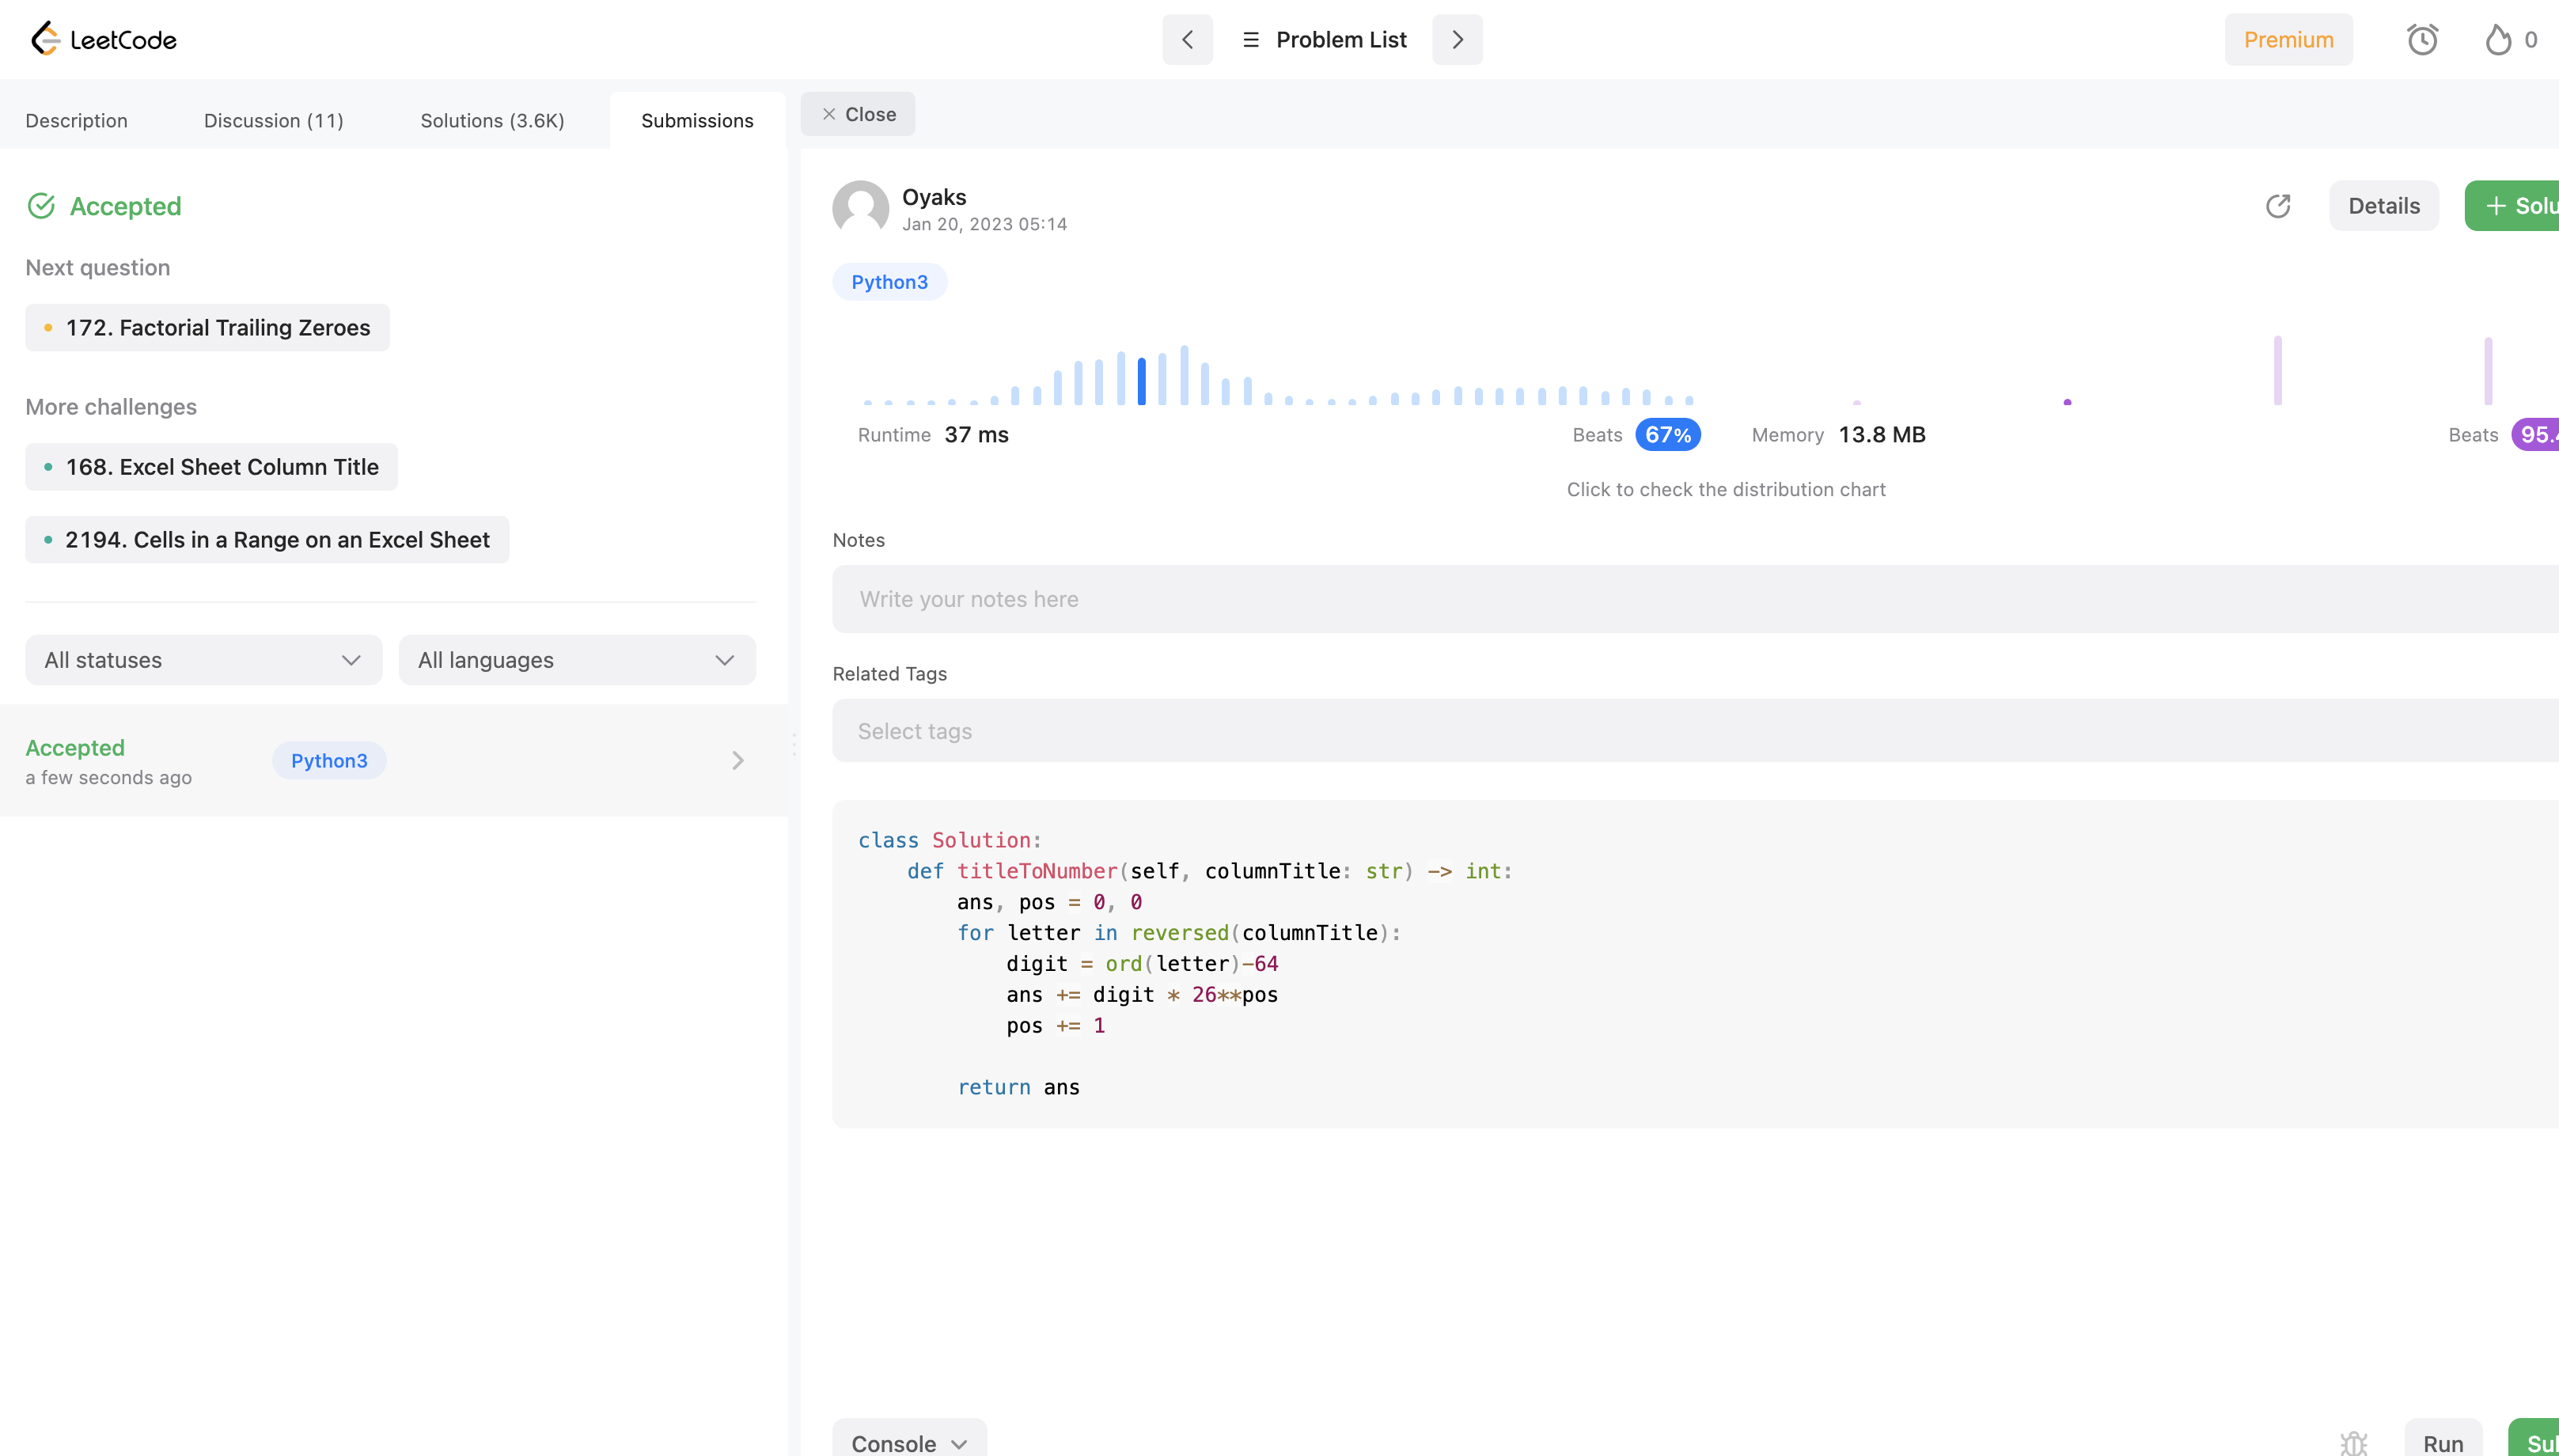 LeetCode
Problem List
Premium
0
Description
Discussion (11)
Solutions (3.6K)
Submissions
Close
Accepted
Next question
172. Factorial Trailing Zeroes
More challenges
168. Excel Sheet Column Title
2194. Cells in a Range on an Excel Sheet
All statuses
All languages
Accepted
a few seconds ago
Python3
Oyaks
Jan 20, 2023 05:14
Details
Solu
Python3
Runtime 37 ms
Beats 67%
Memory 13.8 MB
Beats 95.
Click to check the distribution chart
Notes
Write your notes here
Related Tags
Select tags
class Solution:
    def titleToNumber(self, columnTitle: str) -> int:
        ans, pos = 0, 0
        for letter in reversed(columnTitle):
            digit = ord(letter)-64
            ans += digit * 26**pos
            pos += 1
        return ans
Console
Run